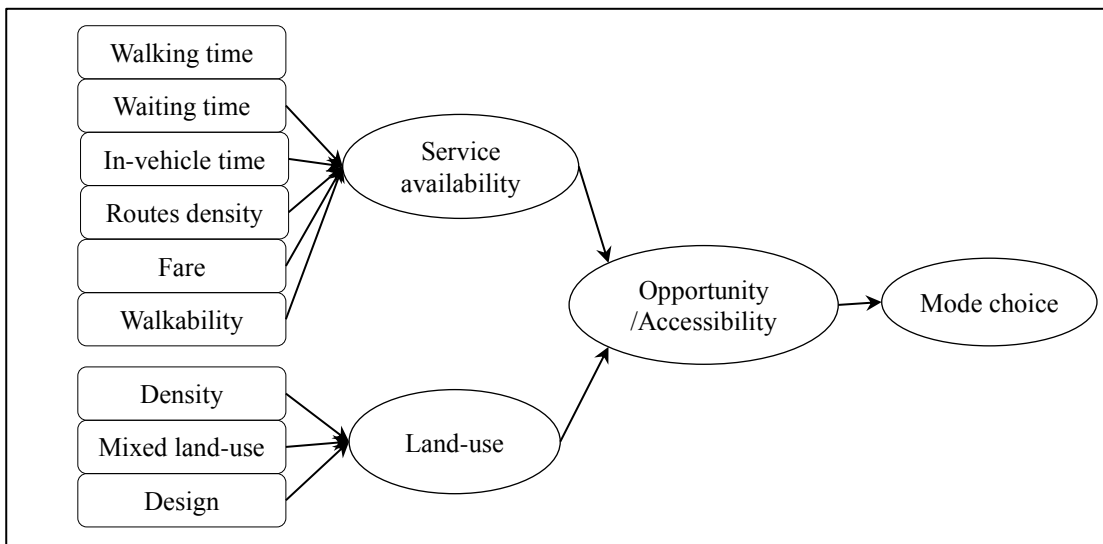 Walking time
Waiting time
In-vehicle time
Routes density
Fare
Walkability
Service
availability
Opportunity
/Accessibility
Mode choice
Density
Mixed land-use
Design
Land-use